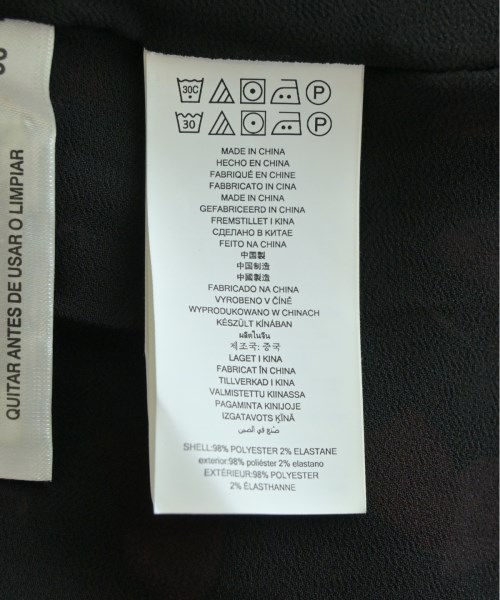 QUITAR ANTES DE USAR O LIMPIAR
30C P
30 P
MADE IN CHINA
HECHO EN CHINA
FABRIQUÉ EN CHINE
FABBRICATO IN CINA
MADE IN CHINA
GEFABRICEERD IN CHINA
FREMSTILLET I KINA
СДЕЛАНО В КИТАЕ
FEITO NA CHINA
中国製
中国制造
中國製造
FABRICADO NA CHINA
VYROBENO V ČÍNĚ
WYPRODUKOWANO W CHINACH
KÉSZÜLT KÍNÁBAN
ผลิตในจีน
제조국: 중국
LAGET I KINA
FABRICAT ÎN CHINA
TILLVERKAD I KINA
VALMISTETTU KIINASSA
PAGAMINTA KINIJOJE
IZGATAVOTS ĶĪNĀ
صنع في الصين
SHELL:98% POLYESTER 2% ELASTANE
exterior:98% poliéster 2% elastano
EXTÉRIEUR:98% POLYESTER
2% ÉLASTHANNE